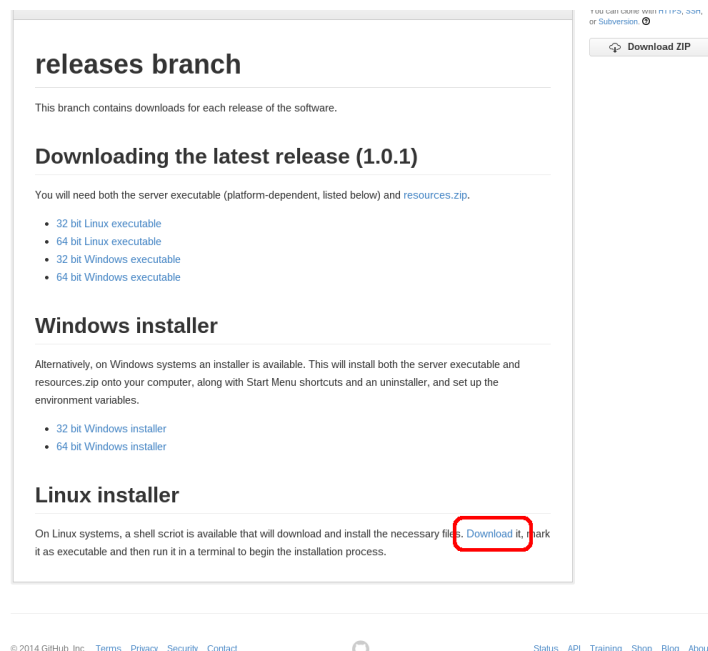 You can clone with HTTPS, SSH,
or Subversion.
Download ZIP
releases branch
This branch contains downloads for each release of the software.
Downloading the latest release (1.0.1)
You will need both the server executable (platform-dependent, listed below) and resources.zip.
32 bit Linux executable
64 bit Linux executable
32 bit Windows executable
64 bit Windows executable
Windows installer
Alternatively, on Windows systems an installer is available. This will install both the server executable and
resources.zip onto your computer, along with Start Menu shortcuts and an uninstaller, and set up the
environment variables.
32 bit Windows installer
64 bit Windows installer
Linux installer
On Linux systems, a shell scriot is available that will download and install the necessary files. Download it, mark
it as executable and then run it in a terminal to begin the installation process.
© 2014 GitHub, Inc. Terms Privacy Security Contact
Status API Training Shop Blog Abou